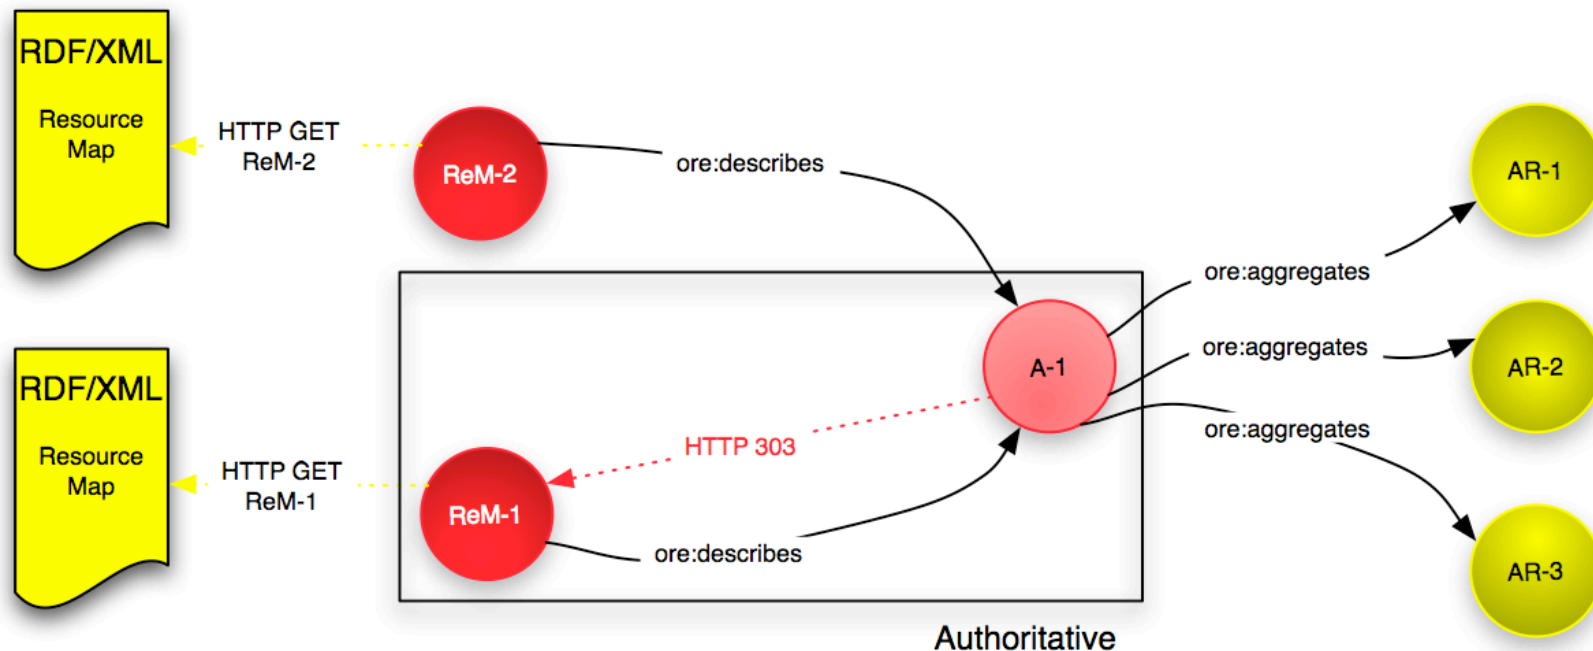 RDF/XML
Resource
Map
HTTP GET
ReM-2
ReM-2
ore:describes
AR-1
ore:aggregates
A-1
ore:aggregates
AR-2
ore:aggregates
RDF/XML
Resource
Map
HTTP GET
ReM-1
ReM-1
HTTP 303
ore:describes
AR-3
Authoritative